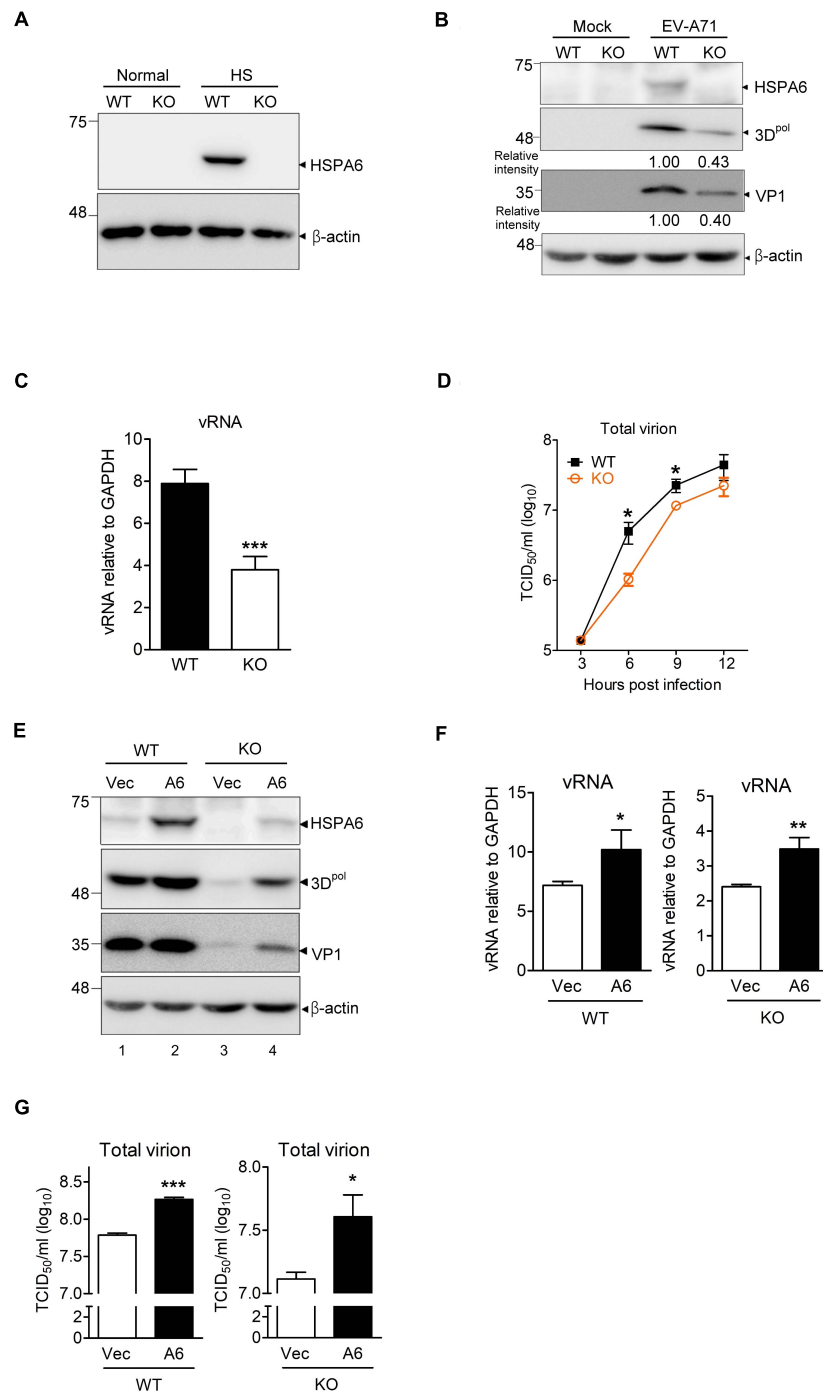 A
Normal HS
WT KO WT KO
75
HSPA6
48
β-actin
B
Mock EV-A71
WT KO WT KO
75
HSPA6
3Dpol
48
Relative intensity 1.00 0.43
35
VP1
Relative intensity 1.00 0.40
48
β-actin
C
vRNA
vRNA relative to GAPDH
10
8
6
4
2
0
***
WT KO
D
Total virion
TCID50/ml (log10)
8
7
6
5
WT
KO
*
*
3 6 9 12
Hours post infection
E
WT KO
Vec A6 Vec A6
75
HSPA6
3Dpol
48
35
VP1
48
β-actin
1 2 3 4
F
vRNA
vRNA relative to GAPDH
15
10
5
0
*
Vec A6
WT
vRNA
vRNA relative to GAPDH
5
4
3
2
1
0
**
Vec A6
KO
G
Total virion
TCID50/ml (log10)
8.5
8.0
7.5
7.0
2
0
***
Vec A6
WT
Total virion
TCID50/ml (log10)
8.0
7.5
7.0
2
0
*
Vec A6
KO